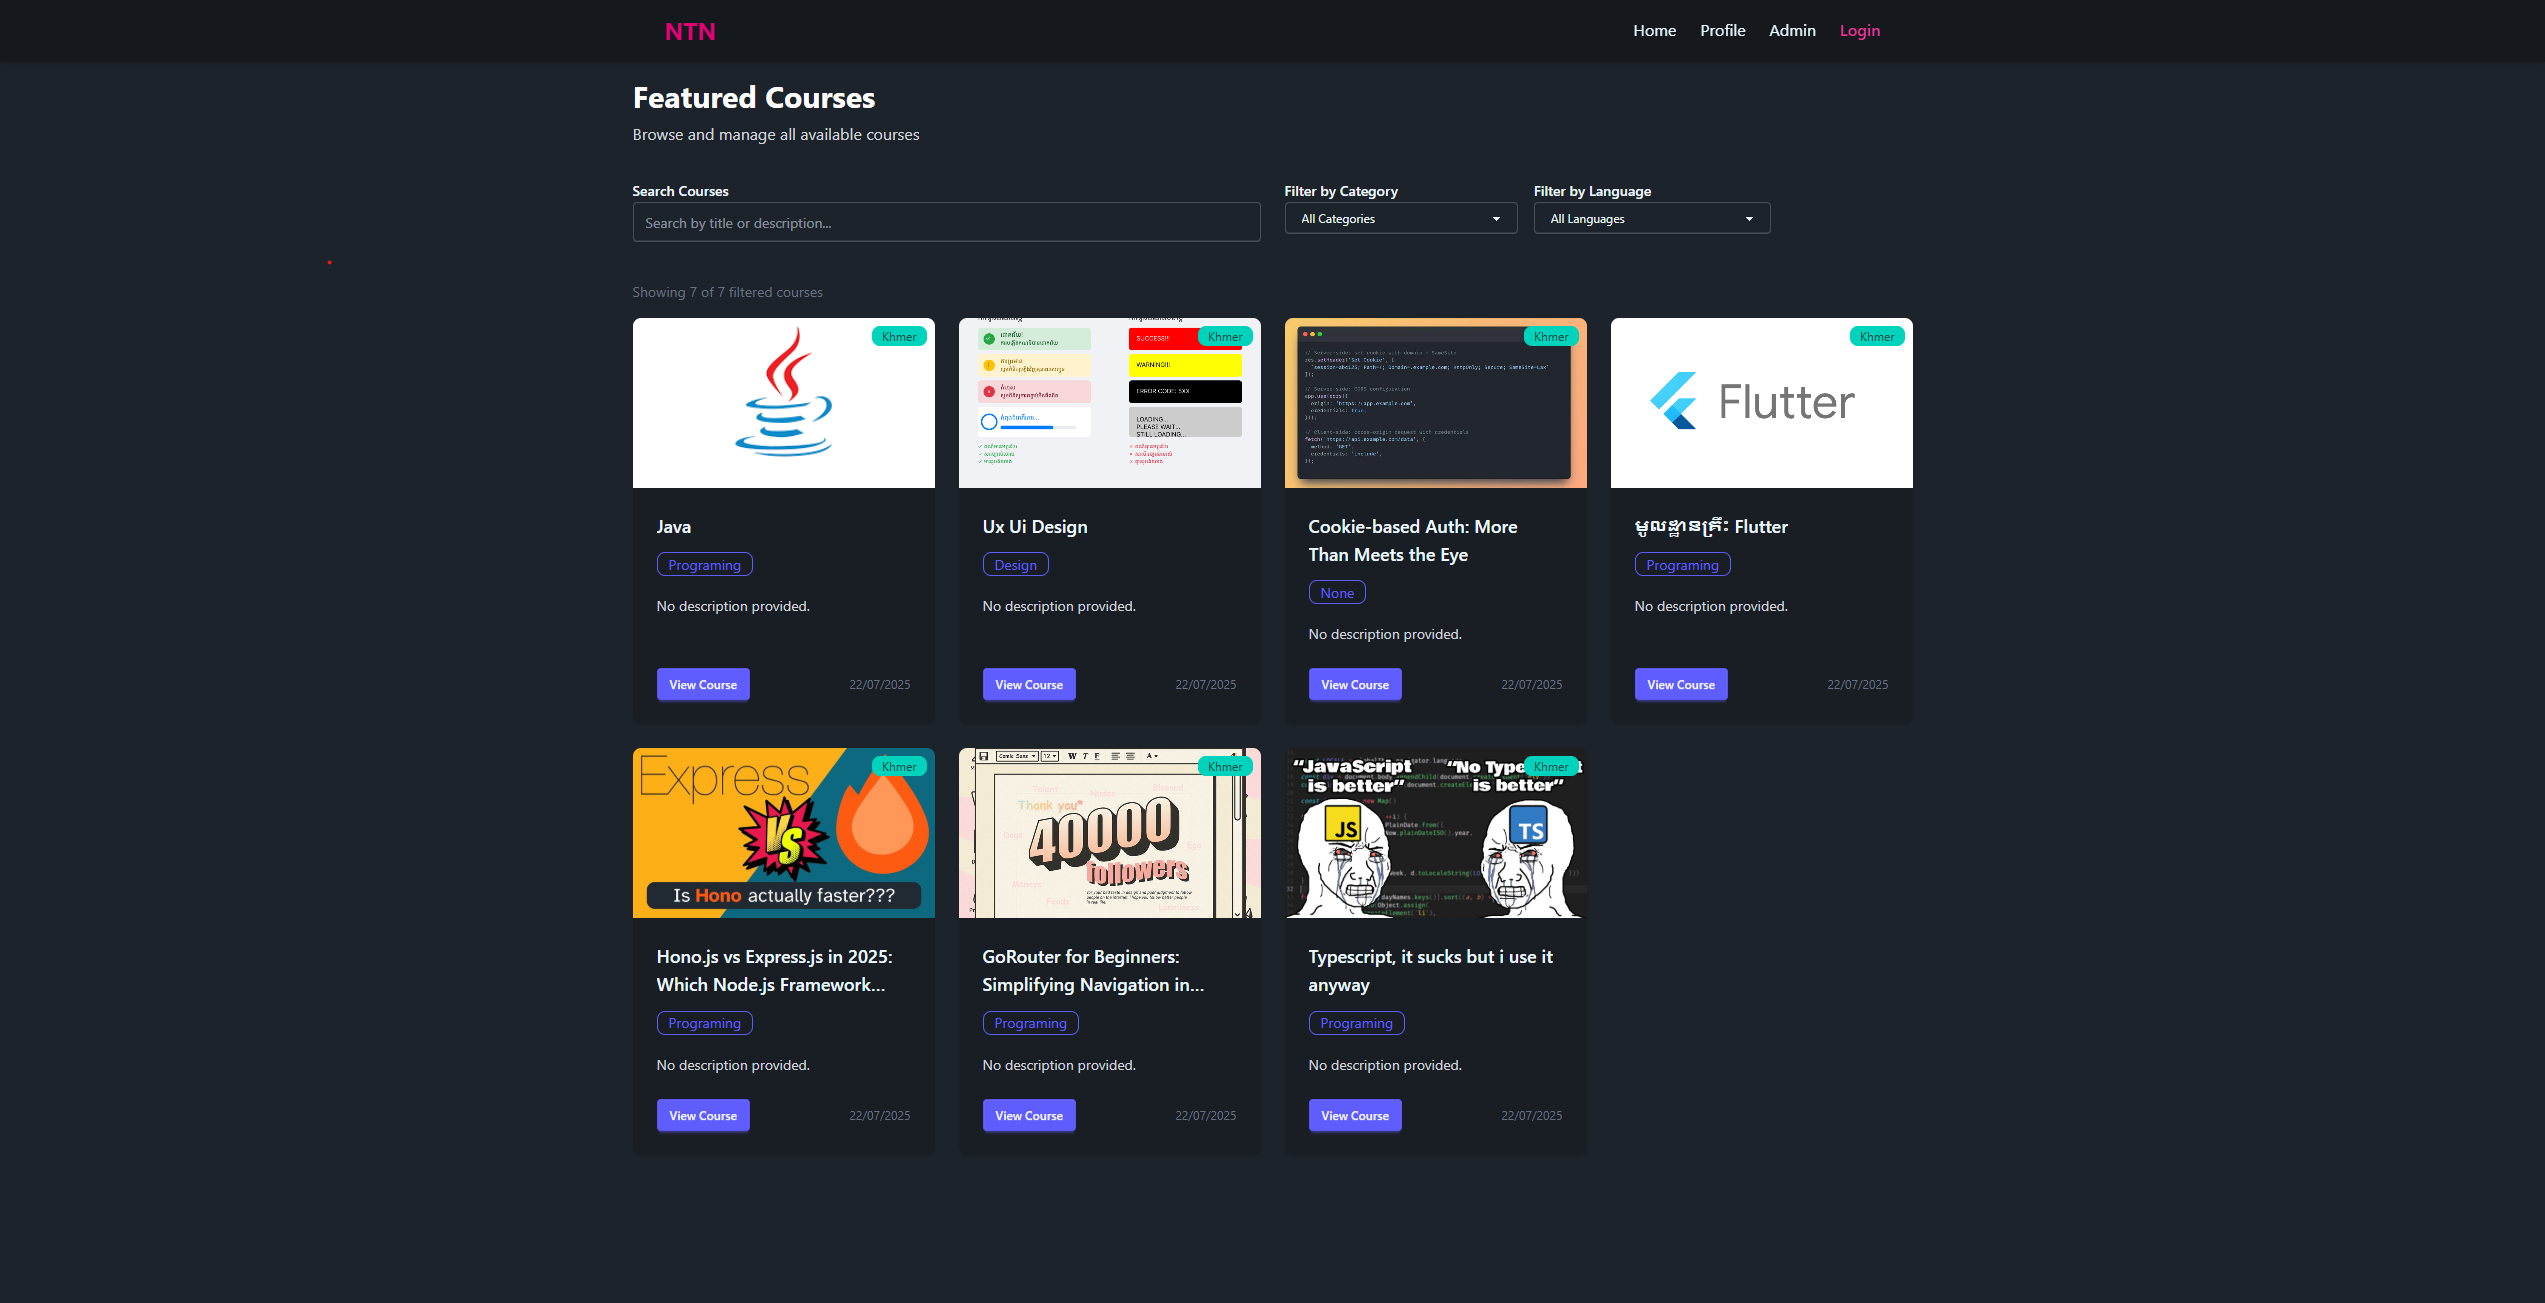 NTN
Home Profile Admin Login
Featured Courses
Browse and manage all available courses
Search Courses
Search by title or description...
Filter by Category
All Categories
Filter by Language
All Languages
Showing 7 of 7 filtered courses
Khmer
Java
Programing
No description provided.
View Course 22/07/2025
Khmer
SUCCESS!!!
WARNING!!!
ERROR CODE: 5XX
LOADING...
PLEASE WAIT...
STILL LOADING...
Ux Ui Design
Design
No description provided.
View Course 22/07/2025
Khmer
Cookie-based Auth: More
Than Meets the Eye
None
No description provided.
View Course 22/07/2025
Khmer
Flutter
មូលដ្ឋានគ្រឹះ Flutter
Programing
No description provided.
View Course 22/07/2025
Khmer
Express
VS
Is Hono actually faster???
Hono.js vs Express.js in 2025:
Which Node.js Framework...
Programing
No description provided.
View Course 22/07/2025
Khmer
Comic Sans 12
Thank you*
40000
followers
GoRouter for Beginners:
Simplifying Navigation in...
Programing
No description provided.
View Course 22/07/2025
Khmer
"JavaScript
is better"
"No Type
is better"
JS
TS
Typescript, it sucks but i use it
anyway
Programing
No description provided.
View Course 22/07/2025